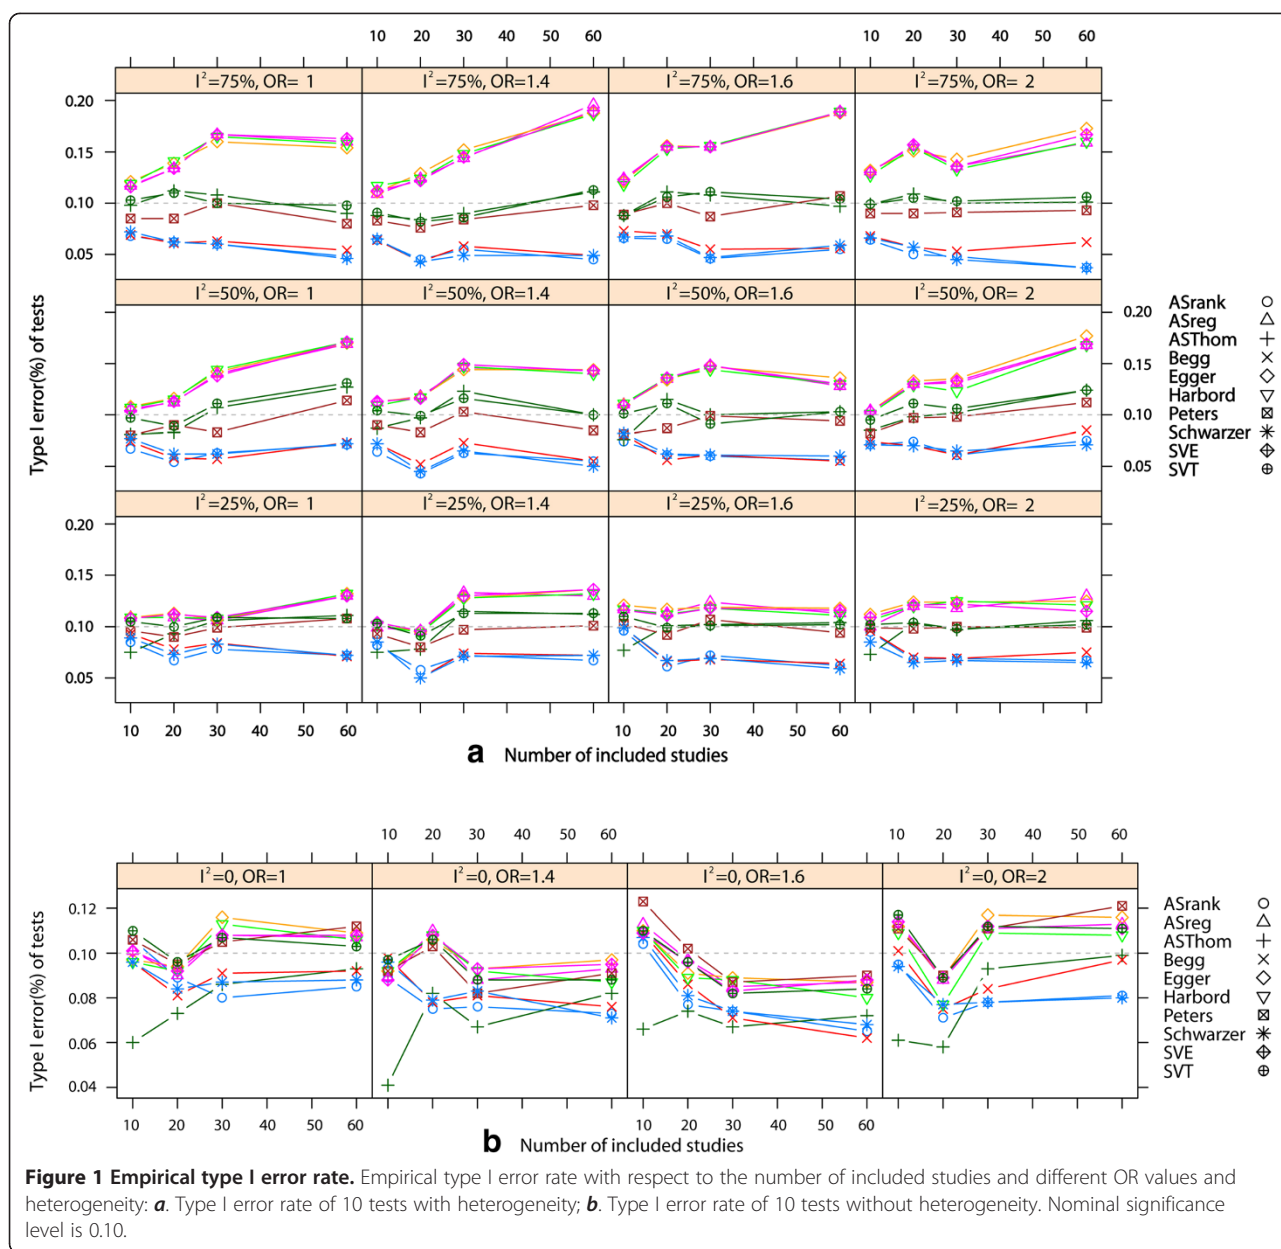 10 20 30 40 50 60 10 20 30 40 50 60
I²=75%, OR= 1 I²=75%, OR=1.4 I²=75%, OR=1.6 I²=75%, OR= 2
0.20
0.15
0.10
0.05
I²=50%, OR= 1 I²=50%, OR=1.4 I²=50%, OR=1.6 I²=50%, OR= 2
0.20
0.15
0.10
0.05
I²=25%, OR= 1 I²=25%, OR=1.4 I²=25%, OR=1.6 I²=25%, OR= 2
0.20
0.15
0.10
0.05
Type I error(%) of tests
ASrank
ASreg
ASThom
Begg
Egger
Harbord
Peters
Schwarzer
SVE
SVT
10 20 30 40 50 60 10 20 30 40 50 60
a Number of included studies
10 20 30 40 50 60 10 20 30 40 50 60
I²=0, OR=1 I²=0, OR=1.4 I²=0, OR=1.6 I²=0, OR=2
0.12
0.10
0.08
0.06
0.04
Type I error(%) of tests
ASrank
ASreg
ASThom
Begg
Egger
Harbord
Peters
Schwarzer
SVE
SVT
10 20 30 40 50 60 10 20 30 40 50 60
b Number of included studies
Figure 1 Empirical type I error rate. Empirical type I error rate with respect to the number of included studies and different OR values and
heterogeneity: a. Type I error rate of 10 tests with heterogeneity; b. Type I error rate of 10 tests without heterogeneity. Nominal significance
level is 0.10.